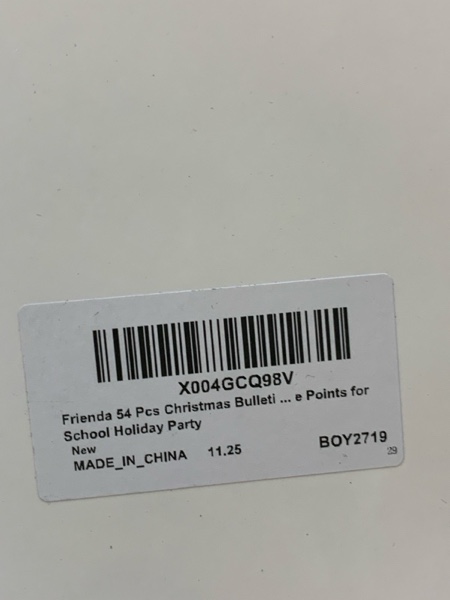 X004GCQ98V
Frienda 54 Pcs Christmas Bulleti ... e Points for
School Holiday Party
New
MADE_IN_CHINA 11.25 BOY2719
29